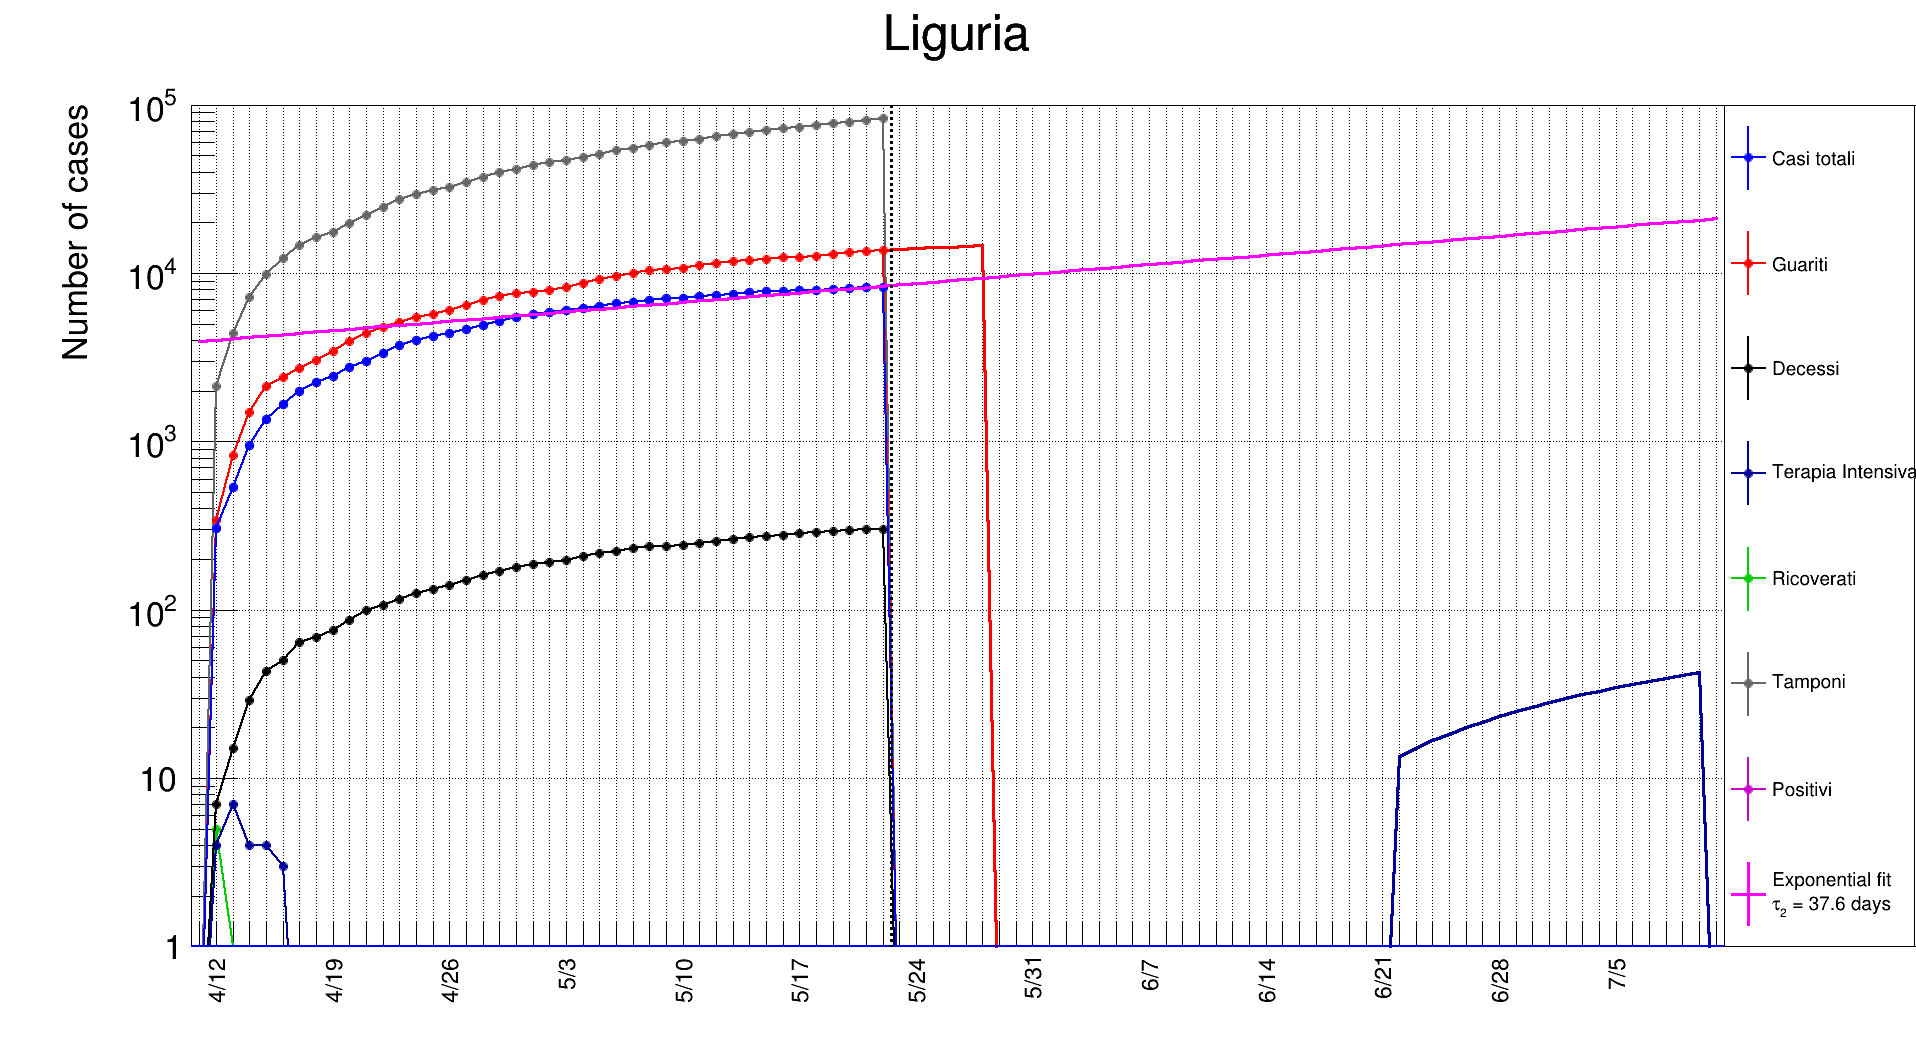 Liguria
Number of cases
10^5
10^4
10^3
10^2
10
1
4/12
4/19
4/26
5/3
5/10
5/17
5/24
5/31
6/7
6/14
6/21
6/28
7/5
Casi totali
Guariti
Decessi
Terapia Intensiva
Ricoverati
Tamponi
Positivi
Exponential fit
τ₂ = 37.6 days